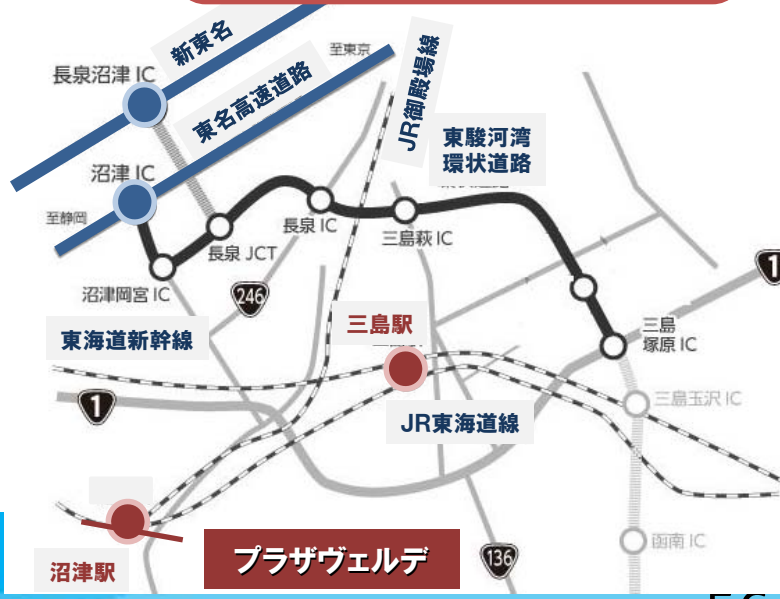 新東名
至東京
長泉沼津 IC
東名高速道路
JR御殿場線
東駿河湾
環状道路
沼津 IC
至静岡
長泉 IC
長泉 JCT
三島萩 IC
沼津岡宮 IC
246
1
東海道新幹線
三島駅
三島
塚原 IC
三島玉沢 IC
1
JR東海道線
プラザヴェルデ
沼津駅
136
函南 IC